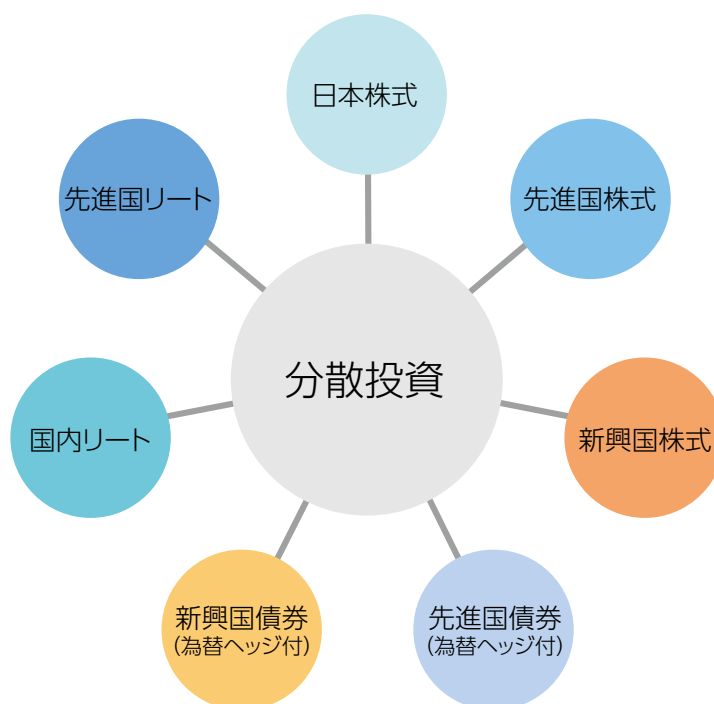 日本株式
先進国リート
先進国株式
分散投資
国内リート
新興国株式
新興国債券
(為替ヘッジ付)
先進国債券
(為替ヘッジ付)